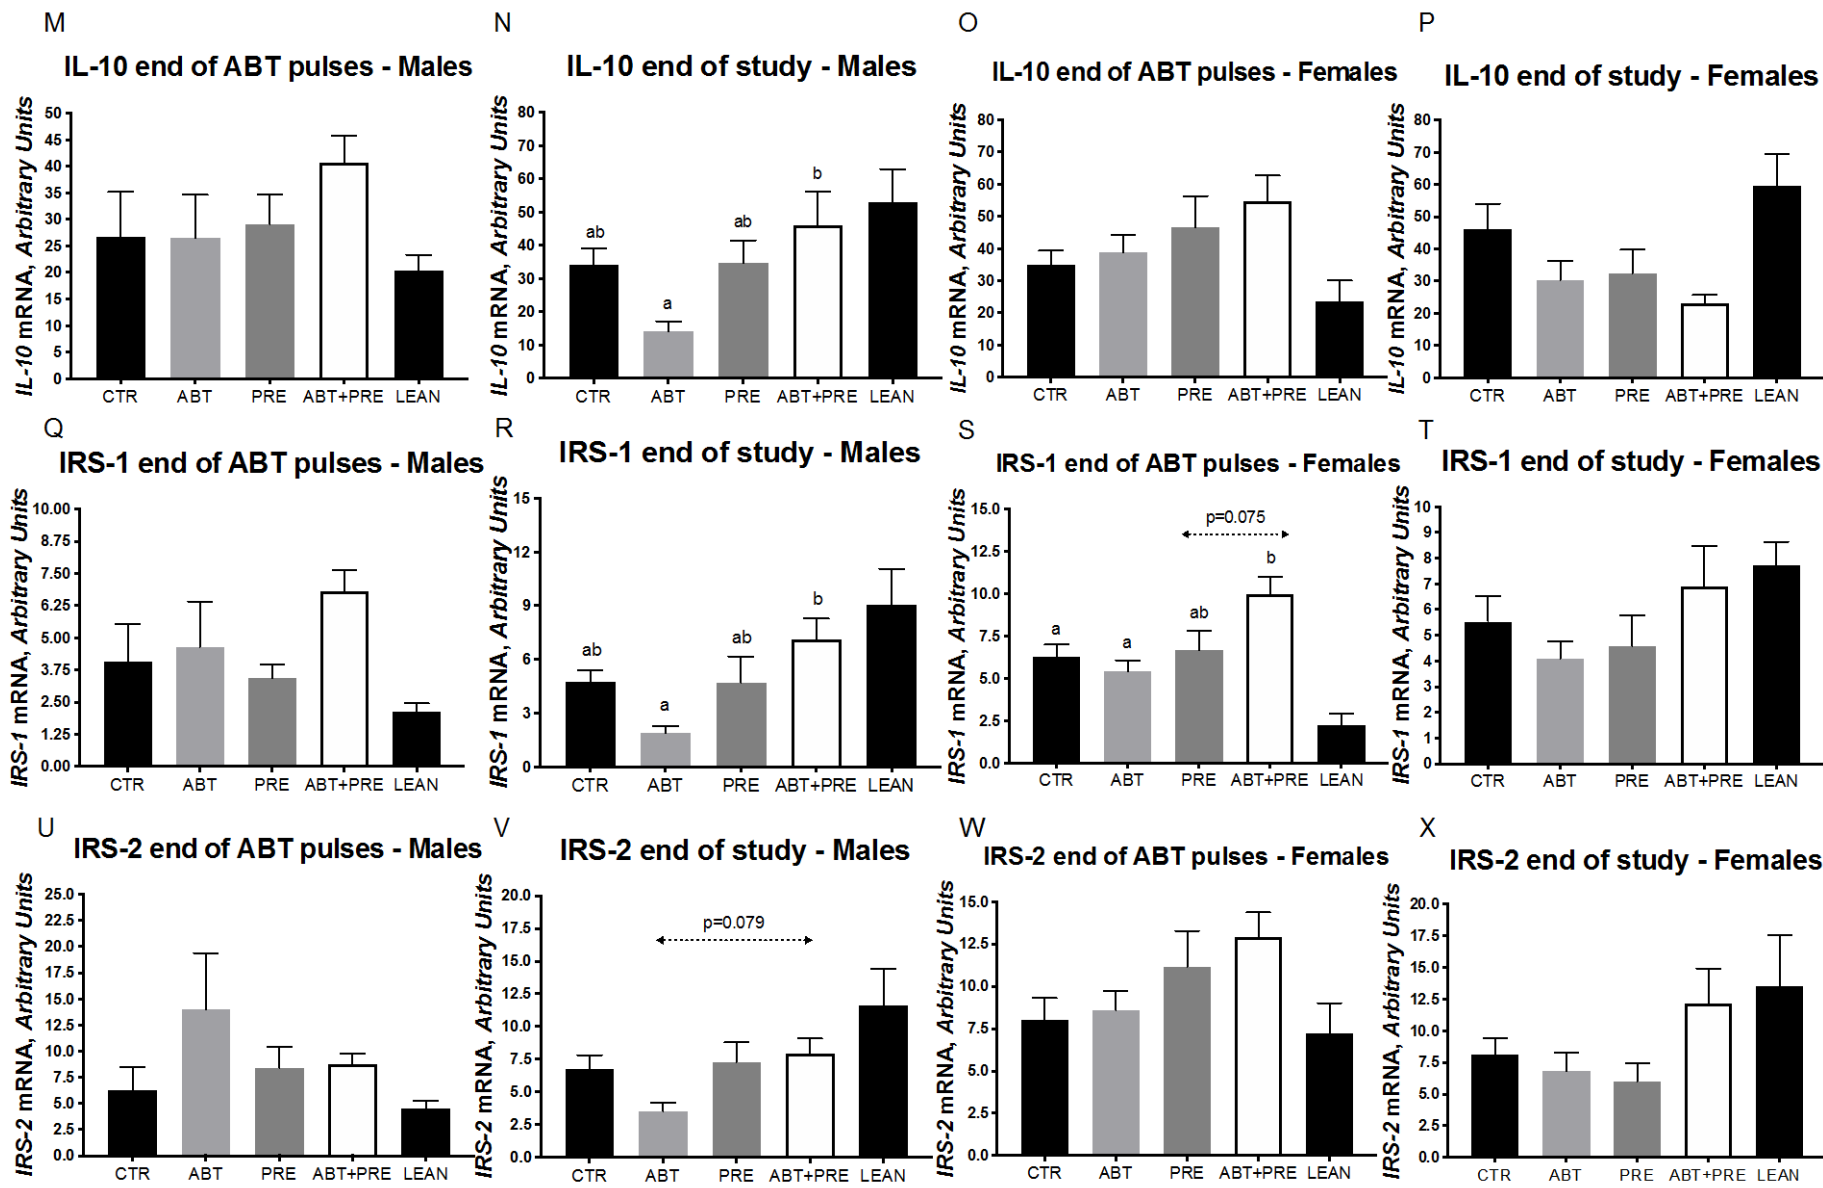 M
IL-10 end of ABT pulses - Males
IL-10 mRNA, Arbitrary Units
50
45
40
35
30
25
20
15
10
5
0
CTR ABT PRE ABT+PRE LEAN
N
IL-10 end of study - Males
IL-10 mRNA, Arbitrary Units
80
70
60
50
40
30
20
10
0
ab a ab b
CTR ABT PRE ABT+PRE LEAN
O
IL-10 end of ABT pulses - Females
IL-10 mRNA, Arbitrary Units
80
70
60
50
40
30
20
10
0
CTR ABT PRE ABT+PRE LEAN
P
IL-10 end of study - Females
IL-10 mRNA, Arbitrary Units
80
70
60
50
40
30
20
10
0
CTR ABT PRE ABT+PRE LEAN
Q
IRS-1 end of ABT pulses - Males
IRS-1 mRNA, Arbitrary Units
10.00
8.75
7.50
6.25
5.00
3.75
2.50
1.25
0.00
CTR ABT PRE ABT+PRE LEAN
R
IRS-1 end of study - Males
IRS-1 mRNA, Arbitrary Units
15
12
9
6
3
0
ab a ab b
CTR ABT PRE ABT+PRE LEAN
S
IRS-1 end of ABT pulses - Females
IRS-1 mRNA, Arbitrary Units
15.0
12.5
10.0
7.5
5.0
2.5
0.0
p=0.075
a a ab b
CTR ABT PRE ABT+PRE LEAN
T
IRS-1 end of study - Females
IRS-1 mRNA, Arbitrary Units
10
9
8
7
6
5
4
3
2
1
0
CTR ABT PRE ABT+PRE LEAN
U
IRS-2 end of ABT pulses - Males
IRS-2 mRNA, Arbitrary Units
25.0
22.5
20.0
17.5
15.0
12.5
10.0
7.5
5.0
2.5
0.0
CTR ABT PRE ABT+PRE LEAN
V
IRS-2 end of study - Males
IRS-2 mRNA, Arbitrary Units
20.0
17.5
15.0
12.5
10.0
7.5
5.0
2.5
0.0
p=0.079
CTR ABT PRE ABT+PRE LEAN
W
IRS-2 end of ABT pulses - Females
IRS-2 mRNA, Arbitrary Units
15.0
12.5
10.0
7.5
5.0
2.5
0.0
CTR ABT PRE ABT+PRE LEAN
X
IRS-2 end of study - Females
IRS-2 mRNA, Arbitrary Units
20.0
17.5
15.0
12.5
10.0
7.5
5.0
2.5
0.0
CTR ABT PRE ABT+PRE LEAN